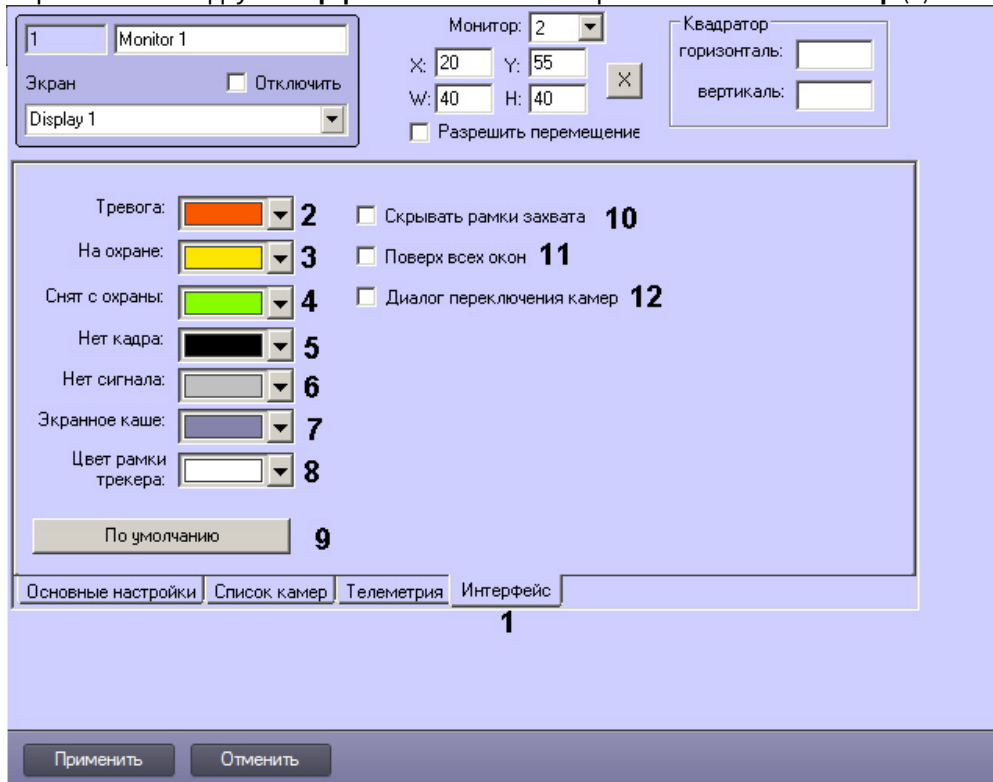 1 Monitor 1
Экран Отключить
Display 1
Монитор: 2
X: 20 Y: 55 X
W: 40 H: 40
Разрешить перемещение
Квадратор
горизонталь:
вертикаль:
Тревога: 2
На охране: 3
Снят с охраны: 4
Нет кадра: 5
Нет сигнала: 6
Экранное каше: 7
Цвет рамки
трекера: 8
По умолчанию 9
Скрывать рамки захвата 10
Поверх всех окон 11
Диалог переключения камер 12
Основные настройки Список камер Телеметрия Интерфейс
1
Применить Отменить